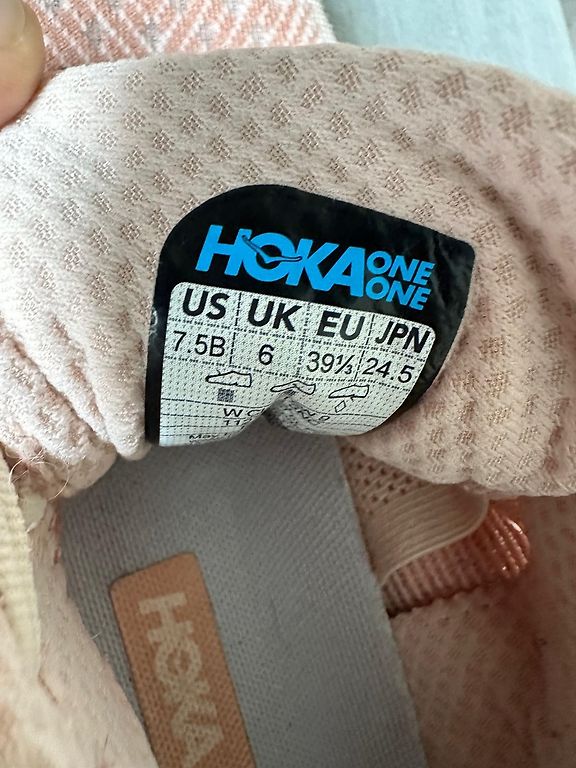 HOKA ONE ONE
US UK EU JPN
7.5B 6 39⅓ 24.5
HOKA